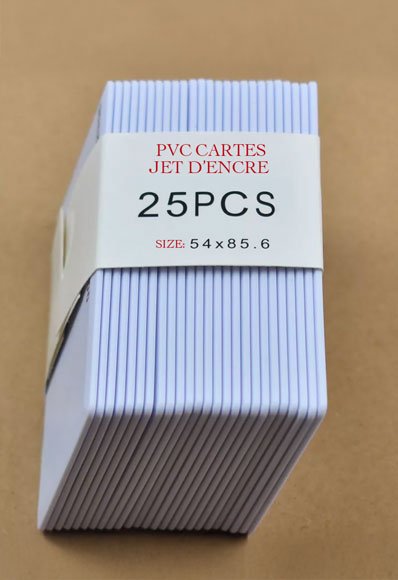 PVC CARTES
JET D'ENCRE
25PCS
SIZE: 54x85.6